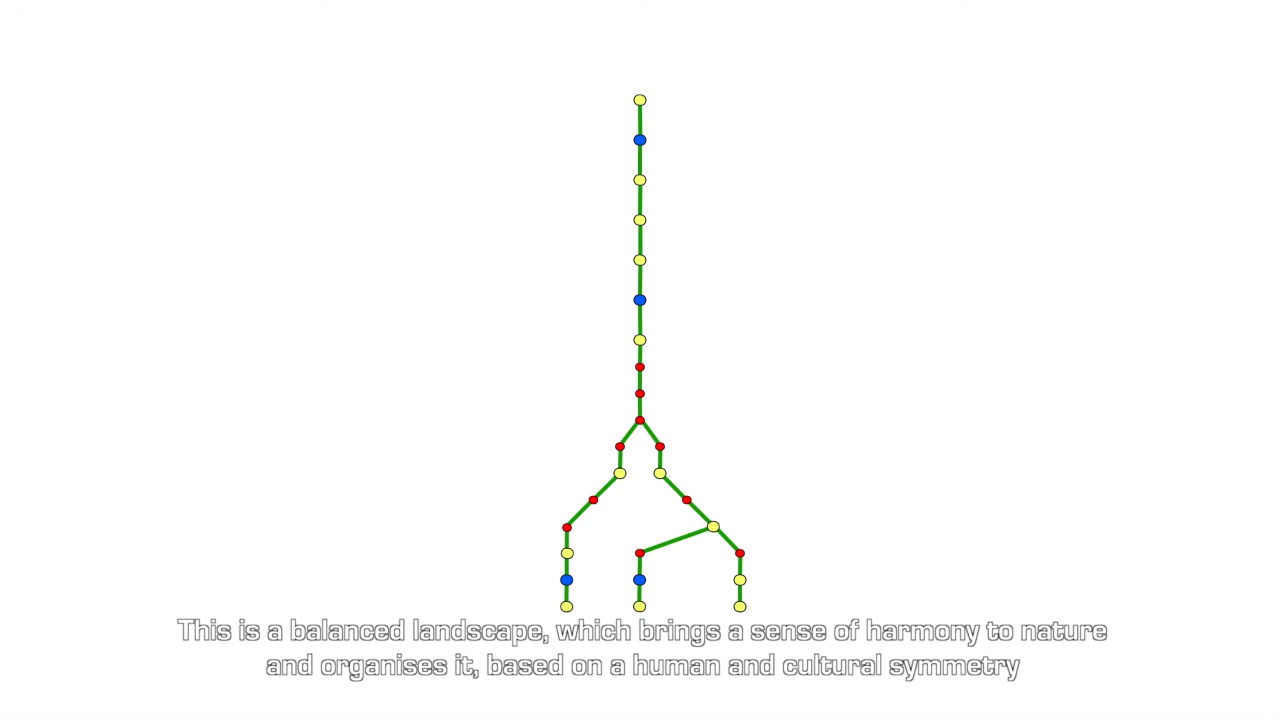 This is a balanced landscape, which brings a sense of harmony to nature
and organises it, based on a human and cultural symmetry